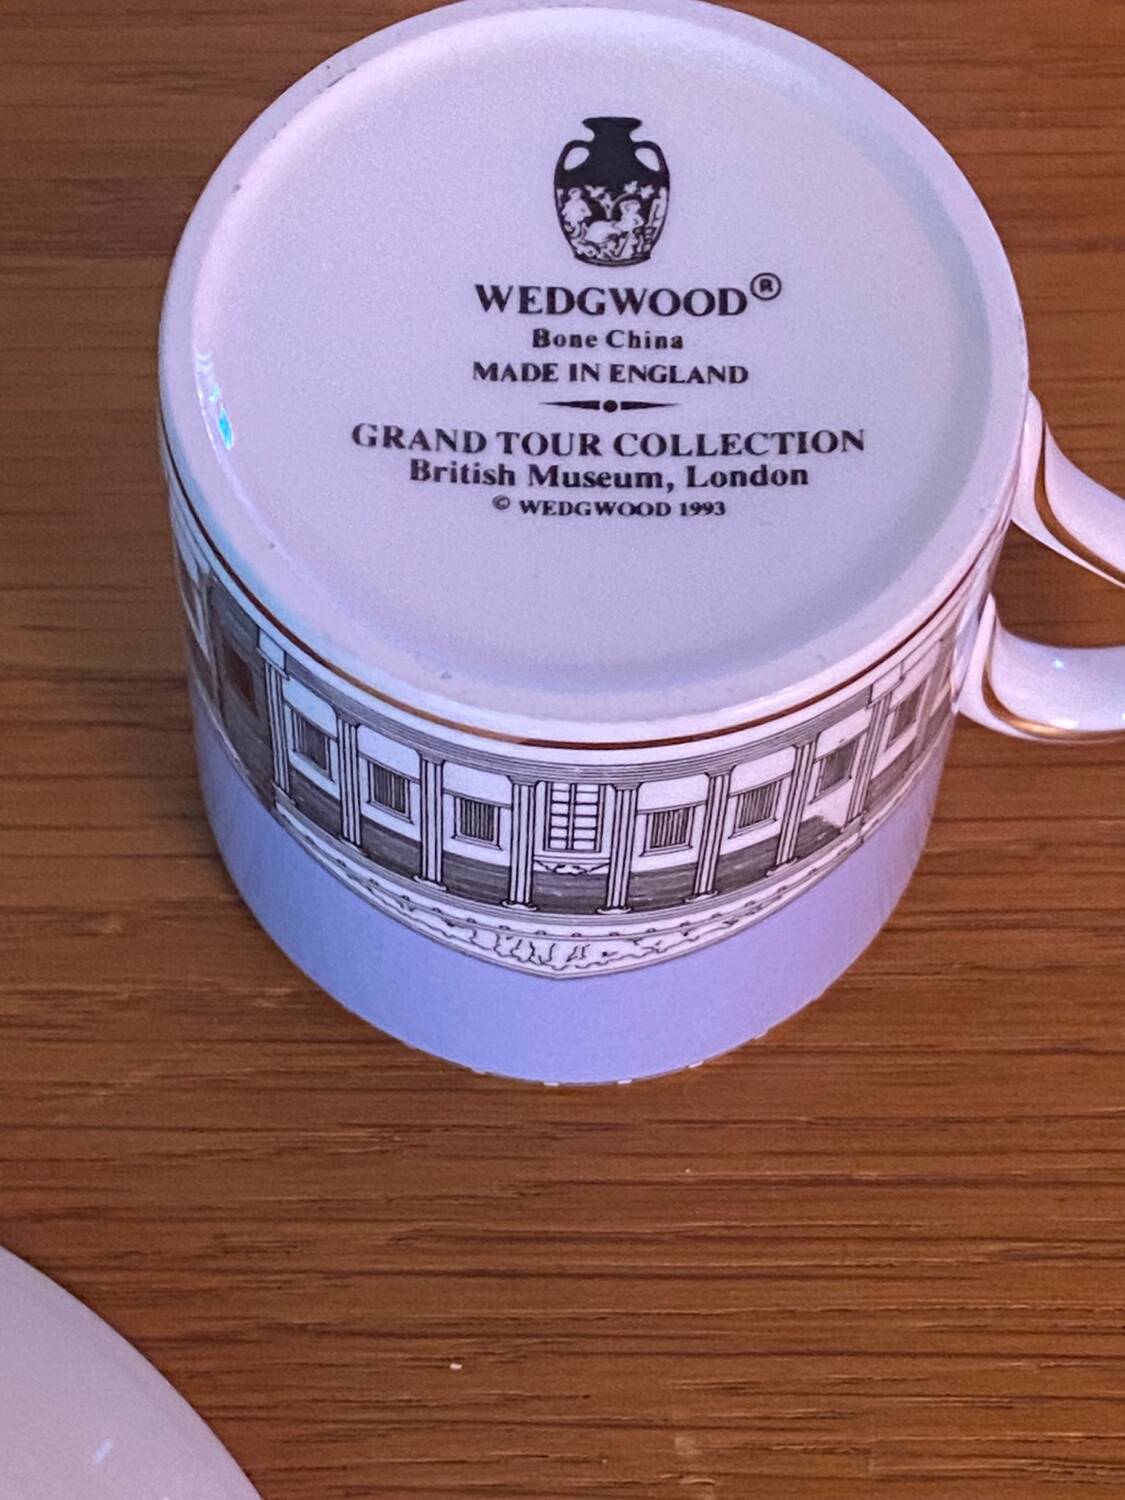 WEDGWOOD®
Bone China
MADE IN ENGLAND
GRAND TOUR COLLECTION
British Museum, London
© WEDGWOOD 1993